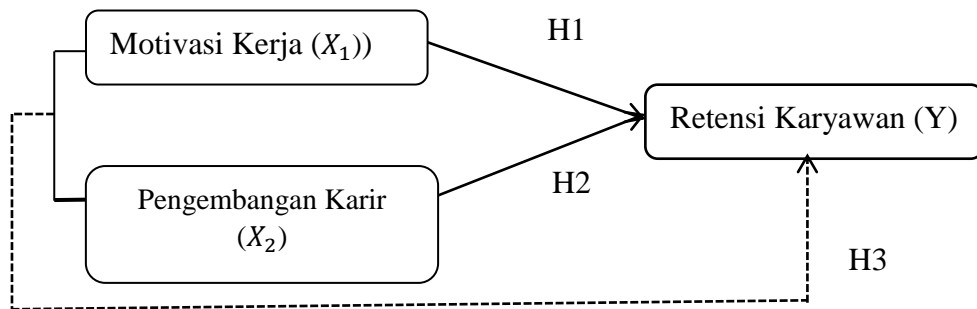 H1
Motivasi Kerja (𝑋₁))
Retensi Karyawan (Y)
H2
Pengembangan Karir
(𝑋₂)
H3